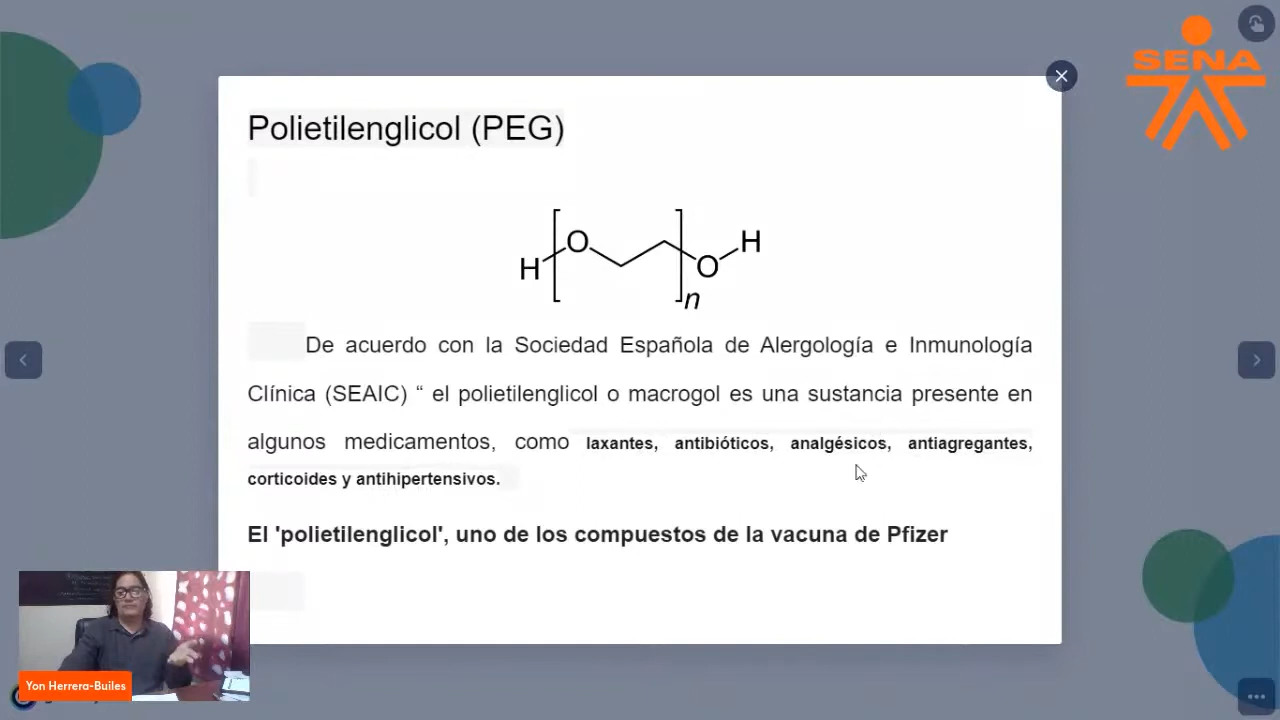 SENA
Polietilenglicol (PEG)
H
O
n
O
H
De acuerdo con la Sociedad Española de Alergología e Inmunología
Clínica (SEAIC) “ el polietilenglicol o macrogol es una sustancia presente en
algunos medicamentos, como laxantes, antibióticos, analgésicos, antiagregantes,
corticoides y antihipertensivos.
El 'polietilenglicol', uno de los compuestos de la vacuna de Pfizer
Yon Herrera-Builes